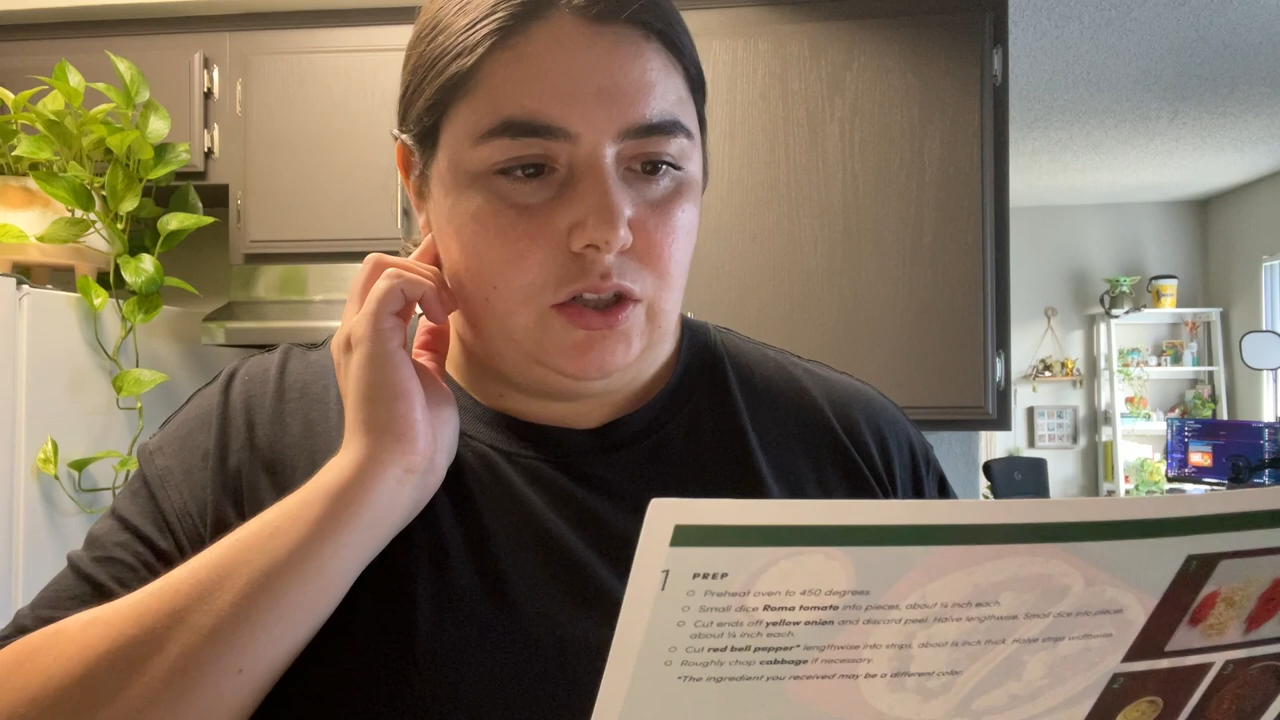 1 PREP
Preheat oven to 450 degrees.
Small dice Roma tomato into pieces, about ¼ inch each.
Cut ends off yellow onion and discard peel. Halve lengthwise. Small dice into pieces,
about ¼ inch each.
Cut red bell pepper* lengthwise into strips, about ¼ inch thick. Halve strips widthwise.
Roughly chop cabbage if necessary.
*The ingredient you received may be a different color.
1
2